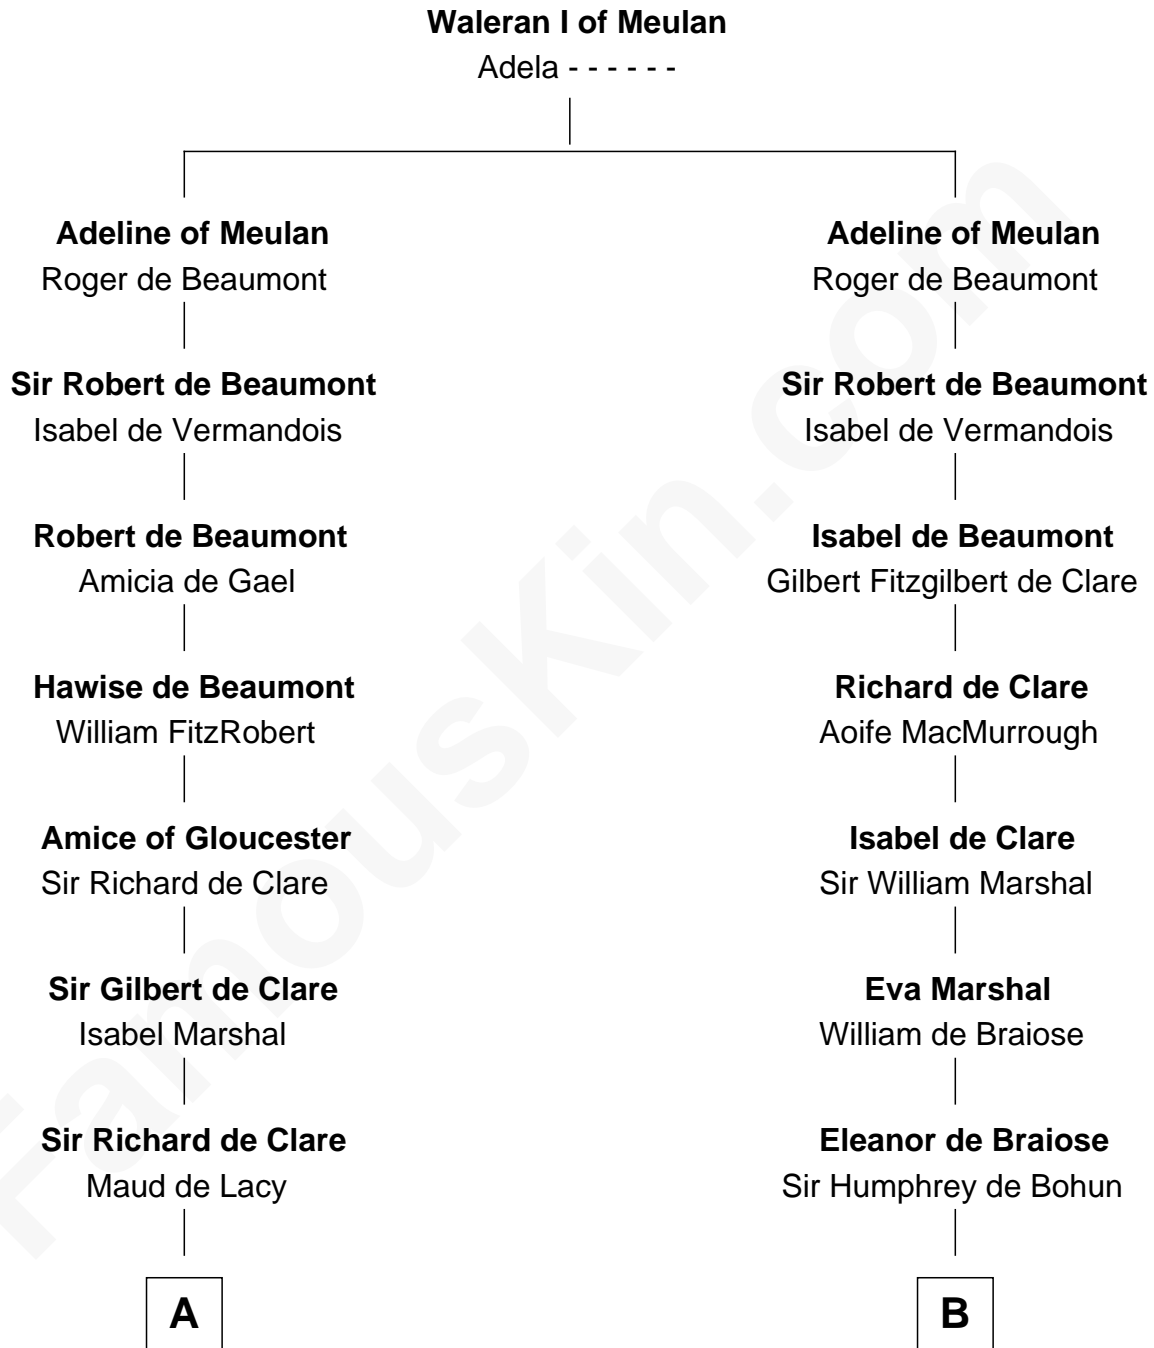 Waleran I of Meulan
Adela - - - - - -
Adeline of Meulan
Roger de Beaumont
Sir Robert de Beaumont
Isabel de Vermandois
Robert de Beaumont
Amicia de Gael
Hawise de Beaumont
William FitzRobert
Amice of Gloucester
Sir Richard de Clare
Sir Gilbert de Clare
Isabel Marshal
Sir Richard de Clare
Maud de Lacy
A
Adeline of Meulan
Roger de Beaumont
Sir Robert de Beaumont
Isabel de Vermandois
Isabel de Beaumont
Gilbert Fitzgilbert de Clare
Richard de Clare
Aoife MacMurrough
Isabel de Clare
Sir William Marshal
Eva Marshal
William de Braiose
Eleanor de Braiose
Sir Humphrey de Bohun
B
FamousKin.com